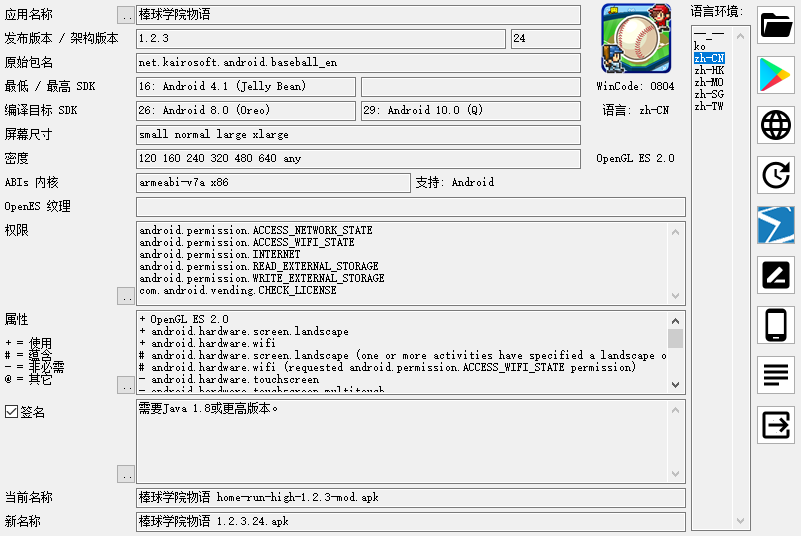 应用名称 .. 棒球学院物语
发布版本 / 架构版本 1.2.3 24
原始包名 net.kairosoft.android.baseball_en
最低 / 最高 SDK 16: Android 4.1 (Jelly Bean) WinCode: 0804
编译目标 SDK 26: Android 8.0 (Oreo) 29: Android 10.0 (Q) 语言: zh-CN
屏幕尺寸 small normal large xlarge
密度 120 160 240 320 480 640 any OpenGL ES 2.0
ABIs 内核 armeabi-v7a x86 支持: Android
OpenES 纹理
权限
android.permission.ACCESS_NETWORK_STATE
android.permission.ACCESS_WIFI_STATE
android.permission.INTERNET
android.permission.READ_EXTERNAL_STORAGE
android.permission.WRITE_EXTERNAL_STORAGE
com.android.vending.CHECK_LICENSE
..
属性
+ = 使用
# = 蕴含
- = 非必需
@ = 其它
+ OpenGL ES 2.0
+ android.hardware.screen.landscape
+ android.hardware.wifi
# android.hardware.screen.landscape (one or more activities have specified a landscape o
# android.hardware.wifi (requested android.permission.ACCESS_WIFI_STATE permission)
- android.hardware.touchscreen
- android.hardware.touchscreen.multitouch
..
签名
需要Java 1.8或更高版本。
..
当前名称 棒球学院物语 home-run-high-1.2.3-mod.apk
新名称 棒球学院物语 1.2.3.24.apk
语言环境:
--_--
ko
zh-CN
zh-HK
zh-MO
zh-SG
zh-TW